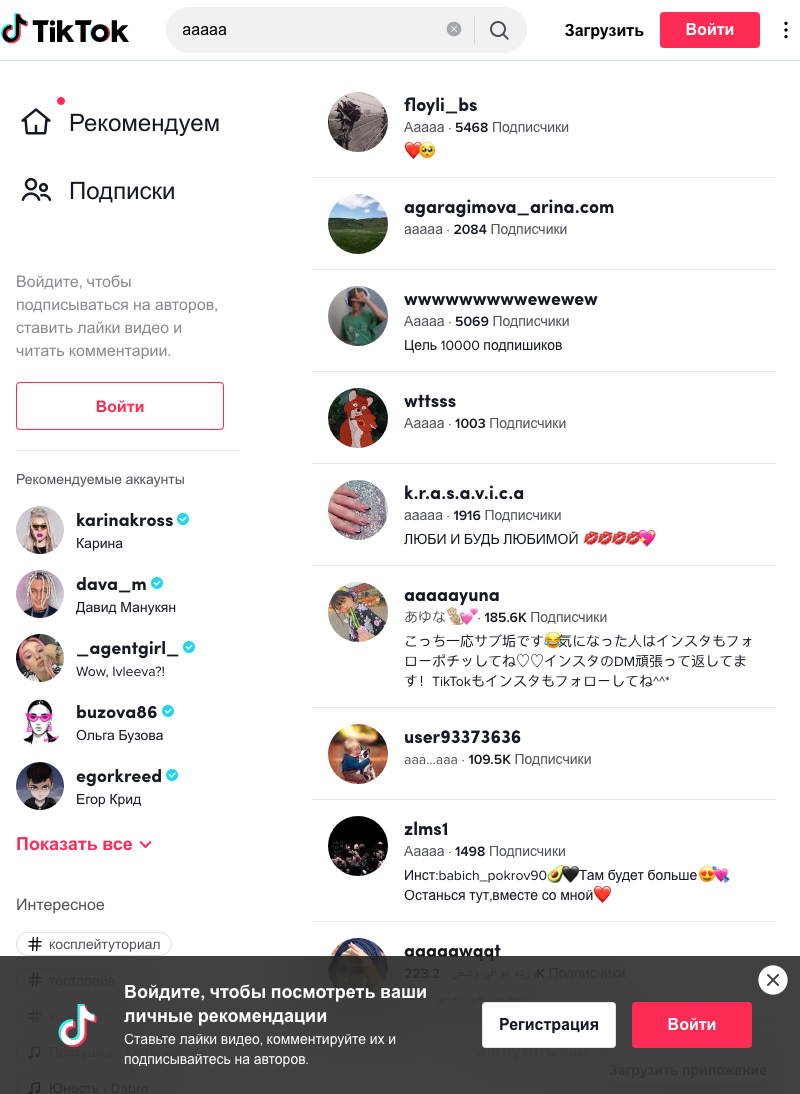 TikTok
ааааа
Загрузить
Войти
Рекомендуем
Подписки
Войдите, чтобы
подписываться на авторов,
ставить лайки видео и
читать комментарии.
Войти
Рекомендуемые аккаунты
karinakross
Карина
dava_m
Давид Манукян
_agentgirl_
Wow, Ivleeva?!
buzova86
Ольга Бузова
egorkreed
Егор Крид
Показать все
Интересное
# косплейтуториал
# тестдрайв
Юность - Dabro
floyli_bs
Ааааа · 5468 Подписчики
❤️🥺
agaragimova_arina.com
ааааа · 2084 Подписчики
wwwwwwwwwewewew
Ааааа · 5069 Подписчики
Цель 10000 подпишиков
wttsss
Ааааа · 1003 Подписчики
k.r.a.s.a.v.i.c.a
ааааа · 1916 Подписчики
ЛЮБИ И БУДЬ ЛЮБИМОЙ 💋💋💋💋💖
aaaaayuna
あゆな👋🏼💕 · 185.6K Подписчики
こっち一応サブ垢です😂気になった人はインスタもフォ
ローポチッしてね♡♡インスタのDM頑張って返してま
す！TikTokもインスタもフォローしてね^^*
user93373636
ааа...ааа · 109.5K Подписчики
zlms1
Ааааа · 1498 Подписчики
Инст:babich_pokrov90🥑🖤Там будет больше😍💘
Останься тут,вместе со мной❤️
aaaaawaqt
Подписчики
Войдите, чтобы посмотреть ваши
личные рекомендации
Ставьте лайки видео, комментируйте их и
подписывайтесь на авторов.
Регистрация
Войти
Загрузить приложение